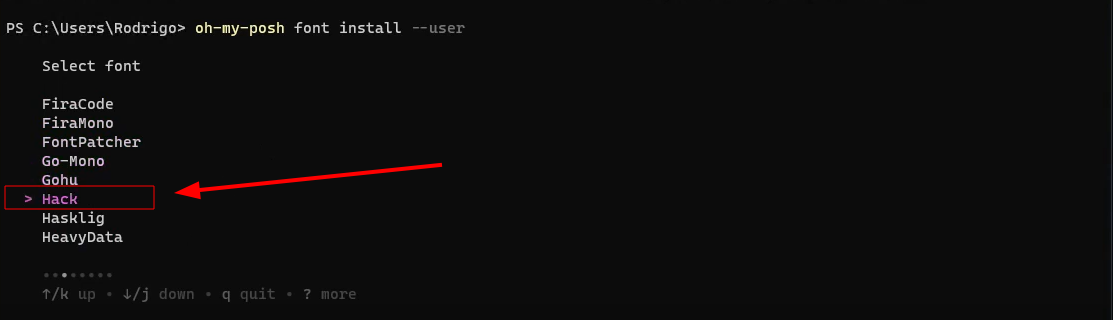 PS C:\Users\Rodrigo> oh-my-posh font install --user
Select font
FiraCode
FiraMono
FontPatcher
Go-Mono
Gohu
> Hack
Hasklig
HeavyData
••••••••
↑/k up • ↓/j down • q quit • ? more